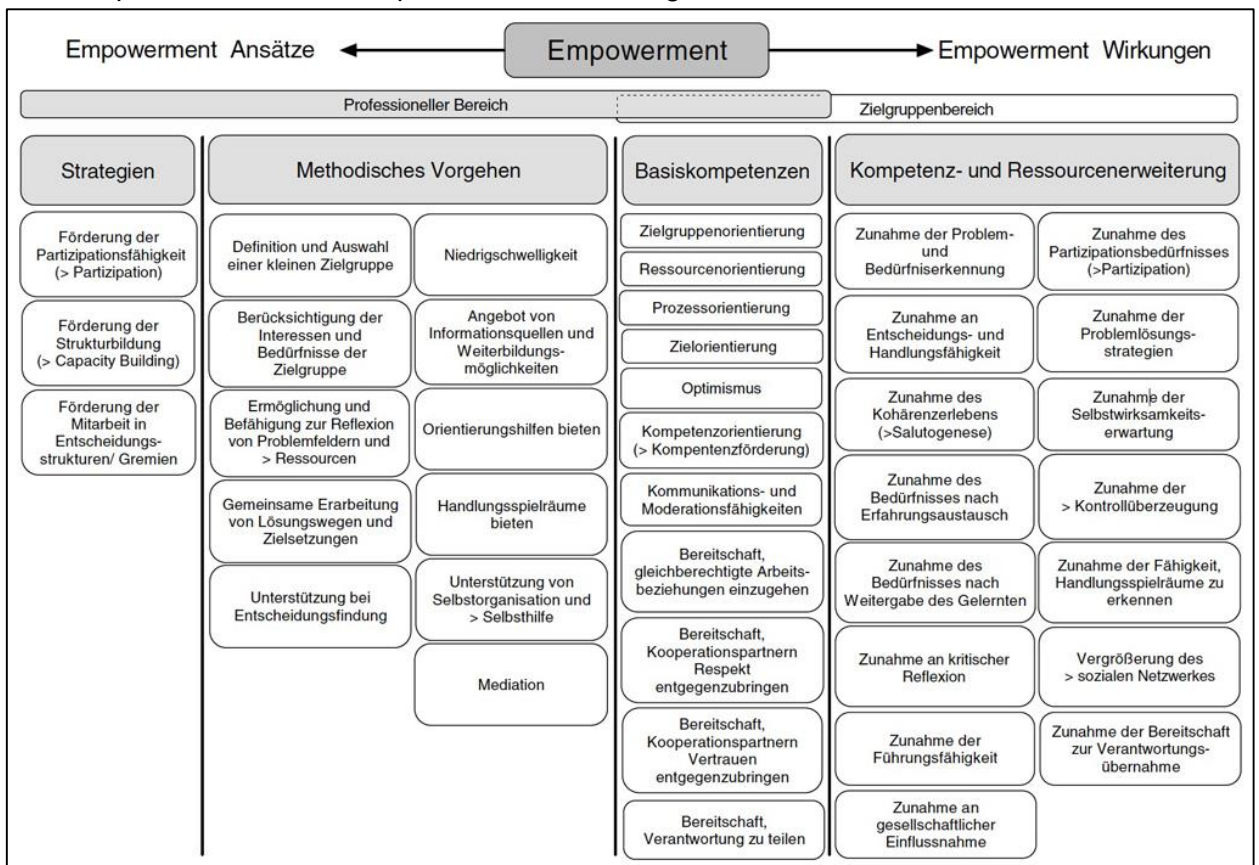 Empowerment Ansätze
Empowerment
Empowerment Wirkungen
Professioneller Bereich
Zielgruppenbereich
Strategien
Förderung der
Partizipationsfähigkeit
(> Partizipation)
Förderung der
Strukturbildung
(> Capacity Building)
Förderung der
Mitarbeit in
Entscheidungs-
strukturen/ Gremien
Methodisches Vorgehen
Definition und Auswahl
einer kleinen Zielgruppe
Berücksichtigung der
Interessen und
Bedürfnisse der
Zielgruppe
Ermöglichung und
Befähigung zur Reflexion
von Problemfeldern und
> Ressourcen
Gemeinsame Erarbeitung
von Lösungswegen und
Zielsetzungen
Unterstützung bei
Entscheidungsfindung
Niedrigschwelligkeit
Angebot von
Informationsquellen und
Weiterbildungs-
möglichkeiten
Orientierungshilfen bieten
Handlungsspielräume
bieten
Unterstützung von
Selbstorganisation und
> Selbsthilfe
Mediation
Basiskompetenzen
Zielgruppenorientierung
Ressourcenorientierung
Prozessorientierung
Zielorientierung
Optimismus
Kompetenzorientierung
(> Kompentenzförderung)
Kommunikations- und
Moderationsfähigkeiten
Bereitschaft,
gleichberechtigte Arbeits-
beziehungen einzugehen
Bereitschaft,
Kooperationspartnern
Respekt
entgegenzubringen
Bereitschaft,
Kooperationspartnern
Vertrauen
entgegenzubringen
Bereitschaft,
Verantwortung zu teilen
Kompetenz- und Ressourcenerweiterung
Zunahme der Problem-
und
Bedürfniserkennung
Zunahme an
Entscheidungs- und
Handlungsfähigkeit
Zunahme des
Kohärenzerlebens
(>Salutogenese)
Zunahme des
Bedürfnisses nach
Erfahrungsaustausch
Zunahme des
Bedürfnisses nach
Weitergabe des Gelernten
Zunahme an kritischer
Reflexion
Zunahme der
Führungsfähigkeit
Zunahme an
gesellschaftlicher
Einflussnahme
Zunahme des
Partizipationsbedürfnisses
(>Partizipation)
Zunahme der
Problemlösungs-
strategien
Zunahme der
Selbstwirksamkeits-
erwartung
Zunahme der
> Kontrollüberzeugung
Zunahme der Fähigkeit,
Handlungsspielräume zu
erkennen
Vergrößerung des
> sozialen Netzwerkes
Zunahme der Bereitschaft
zur Verantwortungs-
übernahme